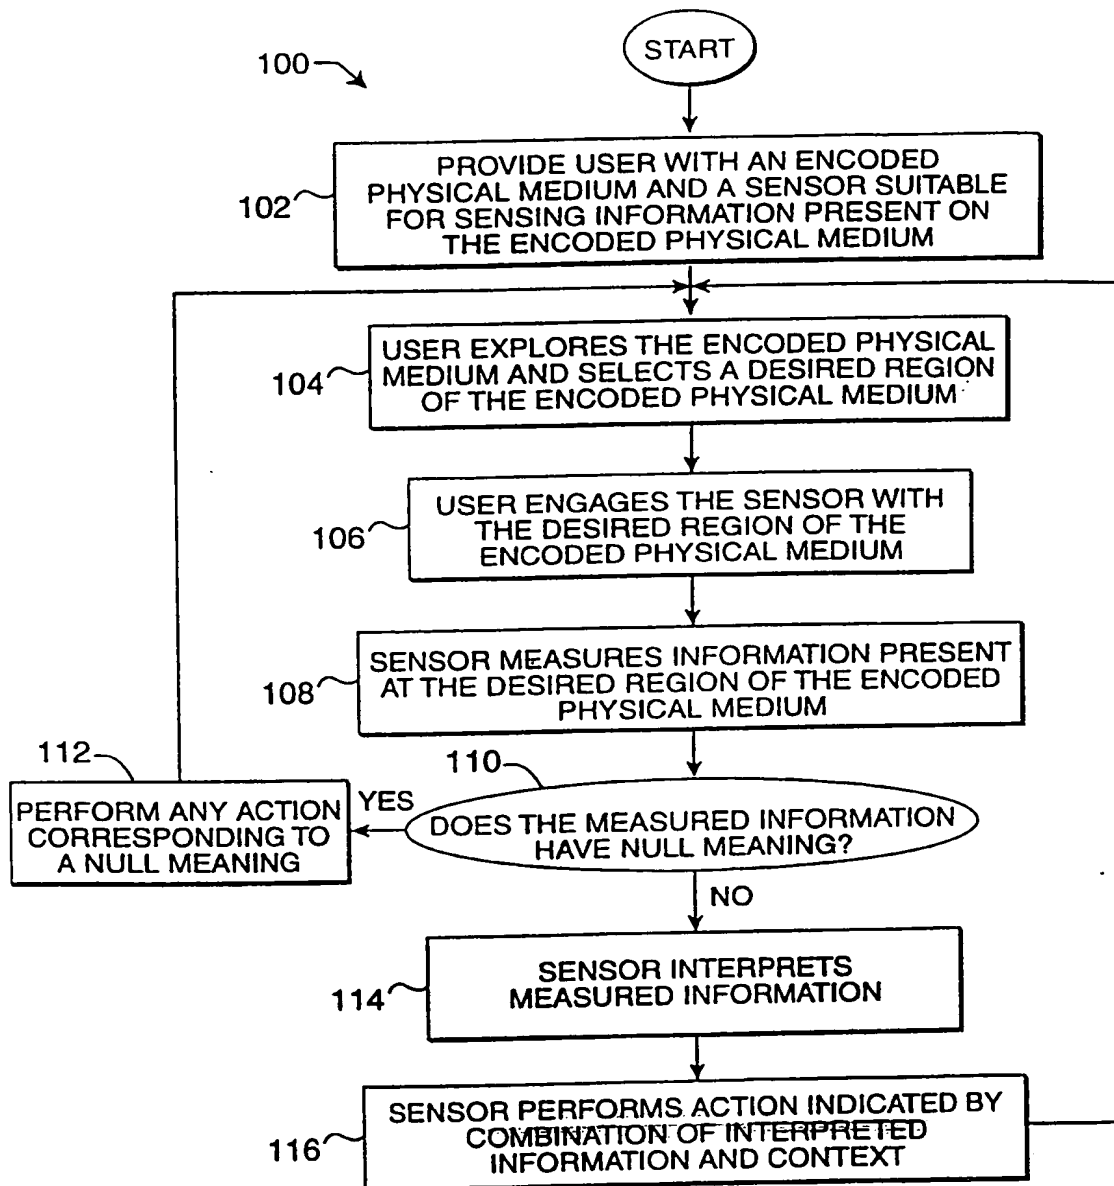 START
100
PROVIDE USER WITH AN ENCODED
PHYSICAL MEDIUM AND A SENSOR SUITABLE
FOR SENSING INFORMATION PRESENT ON
THE ENCODED PHYSICAL MEDIUM
102
USER EXPLORES THE ENCODED PHYSICAL
MEDIUM AND SELECTS A DESIRED REGION
OF THE ENCODED PHYSICAL MEDIUM
104
USER ENGAGES THE SENSOR WITH
THE DESIRED REGION OF THE
ENCODED PHYSICAL MEDIUM
106
SENSOR MEASURES INFORMATION PRESENT
AT THE DESIRED REGION OF THE ENCODED
PHYSICAL MEDIUM
108
112
110
PERFORM ANY ACTION
CORRESPONDING TO
A NULL MEANING
YES
DOES THE MEASURED INFORMATION
HAVE NULL MEANING?
NO
SENSOR INTERPRETS
MEASURED INFORMATION
114
SENSOR PERFORMS ACTION INDICATED BY
COMBINATION OF INTERPRETED
INFORMATION AND CONTEXT
116